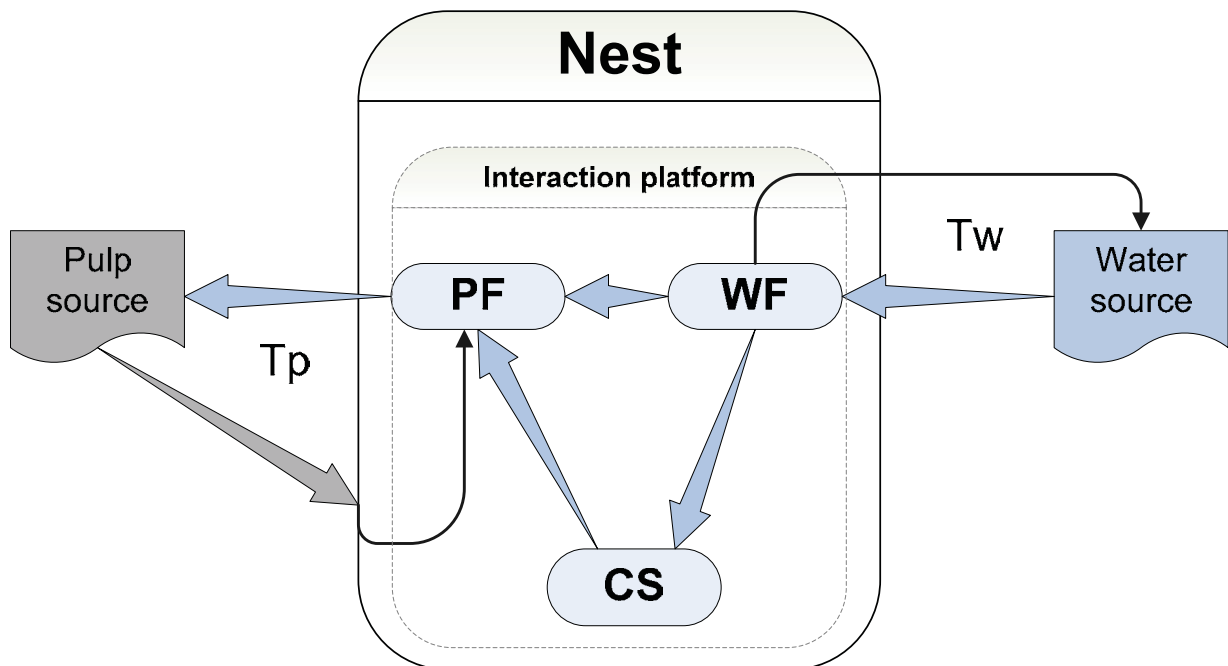 Nest
Interaction platform
Pulp
source
Tp
PF
WF
Tw
Water
source
CS